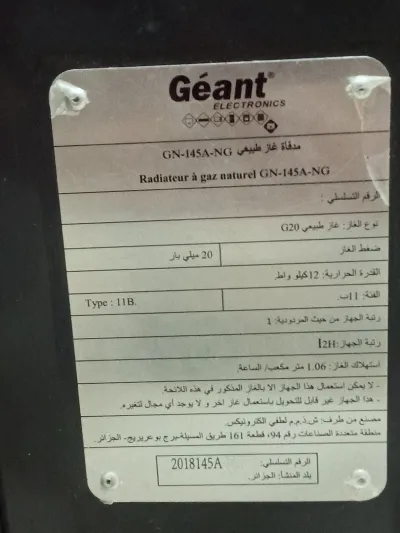 Géant
ELECTRONICS
مدفأة غاز طبيعي GN-145A-NG
Radiateur à gaz naturel GN-145A-NG
الرقم التسلسلي :
نوع الغاز: غاز طبيعي G20
ضغط الغاز 20 ميلي بار
القدرة الحرارية: 12كيلو واط.
الفئة: 11ب. Type : 11B.
رتبة الجهاز من حيث المردودية: 1
رتبة الجهاز: I2H
استهلاك الغاز: 1.06 متر مكعب/ الساعة.
- لا يمكن استعمال هذا الجهاز الا بالغاز المذكور في هذه اللائحة.
- هذا الجهاز غير قابل للتحويل باستعمال غاز اخر و لا يوجد أي مجال لتغيره.
مصنع من طرف: ش.ذ.م.م لطفي الكترونيكس.
منطقة متعددة الصناعات رقم 94، قطعة 161 طريق المسيلة-برج بوعريريج- الجزائر.
الرقم التسلسلي: 2018145A
بلد المنشأ: الجزائر.